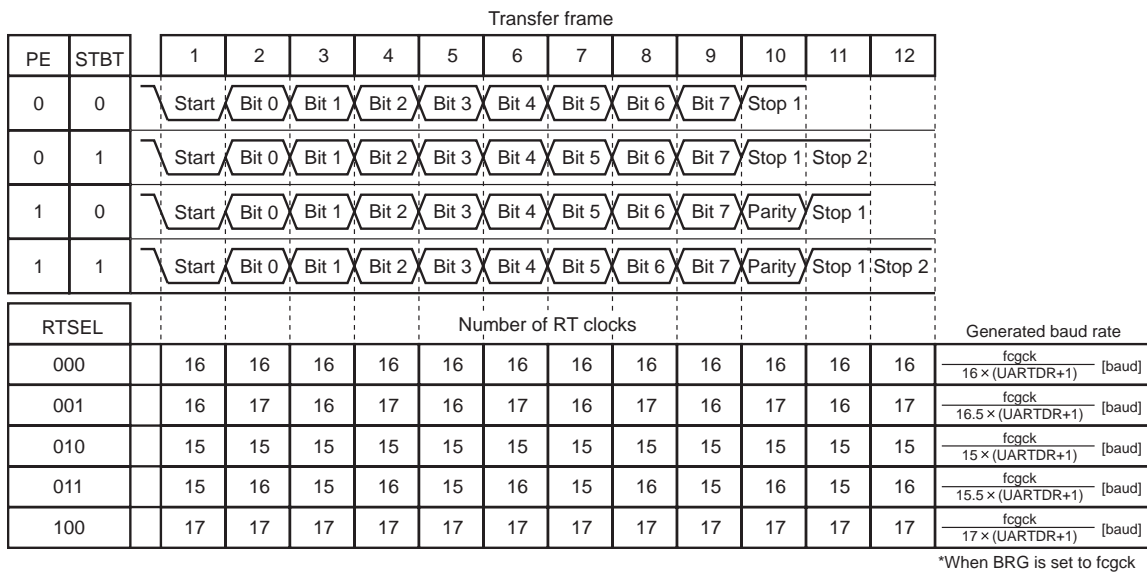 Transfer frame
PE STBT 1 2 3 4 5 6 7 8 9 10 11 12
0 0 Start Bit 0 Bit 1 Bit 2 Bit 3 Bit 4 Bit 5 Bit 6 Bit 7 Stop 1
0 1 Start Bit 0 Bit 1 Bit 2 Bit 3 Bit 4 Bit 5 Bit 6 Bit 7 Stop 1 Stop 2
1 0 Start Bit 0 Bit 1 Bit 2 Bit 3 Bit 4 Bit 5 Bit 6 Bit 7 Parity Stop 1
1 1 Start Bit 0 Bit 1 Bit 2 Bit 3 Bit 4 Bit 5 Bit 6 Bit 7 Parity Stop 1 Stop 2
RTSEL Number of RT clocks Generated baud rate
000 16 16 16 16 16 16 16 16 16 16 16 16 fcgck
16 × (UARTDR+1) [baud]
001 16 17 16 17 16 17 16 17 16 17 16 17 fcgck
16.5 × (UARTDR+1) [baud]
010 15 15 15 15 15 15 15 15 15 15 15 15 fcgck
15 × (UARTDR+1) [baud]
011 15 16 15 16 15 16 15 16 15 16 15 16 fcgck
15.5 × (UARTDR+1) [baud]
100 17 17 17 17 17 17 17 17 17 17 17 17 fcgck
17 × (UARTDR+1) [baud]
*When BRG is set to fcgck